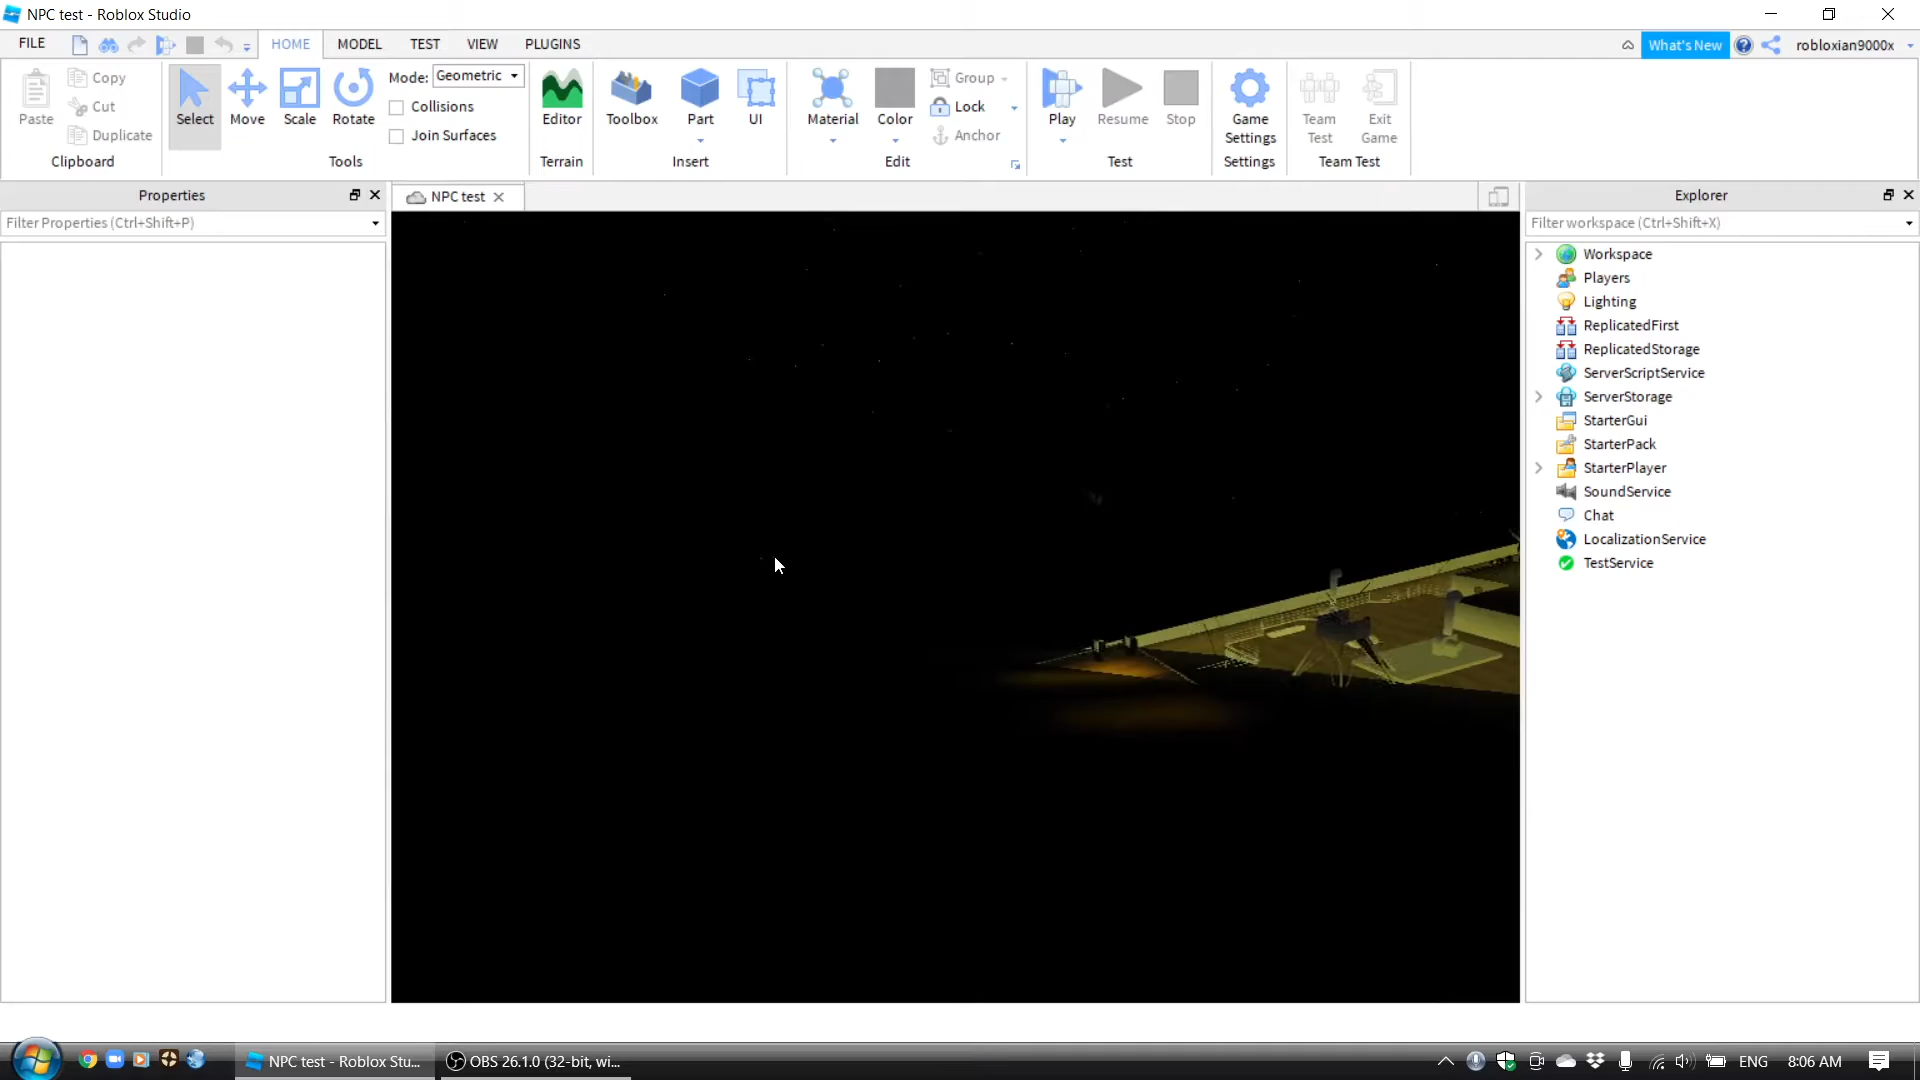 NPC test - Roblox Studio
FILE
HOME
MODEL
TEST
VIEW
PLUGINS
What's New
robloxian9000x
Paste
Copy
Cut
Duplicate
Clipboard
Select
Move
Scale
Rotate
Mode: Geometric
Collisions
Join Surfaces
Tools
Editor
Terrain
Toolbox
Part
UI
Insert
Material
Color
Group
Lock
Anchor
Edit
Play
Resume
Stop
Test
Game
Settings
Settings
Team
Test
Exit
Game
Team Test
Properties
Filter Properties (Ctrl+Shift+P)
NPC test
Explorer
Filter workspace (Ctrl+Shift+X)
Workspace
Players
Lighting
ReplicatedFirst
ReplicatedStorage
ServerScriptService
ServerStorage
StarterGui
StarterPack
StarterPlayer
SoundService
Chat
LocalizationService
TestService
NPC test - Roblox Stu...
OBS 26.1.0 (32-bit, wi...
ENG
8:06 AM